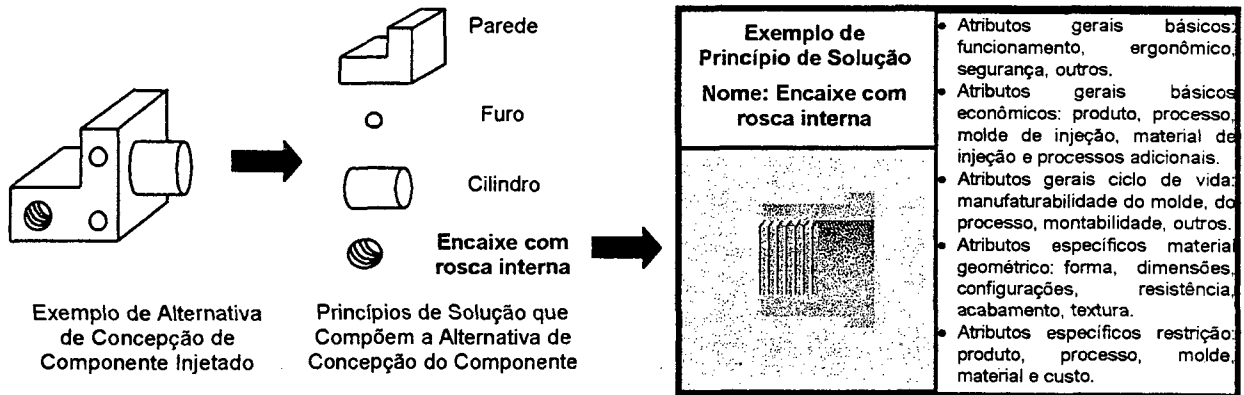 Parede
Furo
Cilindro
Encaixe com
rosca interna
Exemplo de Alternativa
de Concepção de
Componente Injetado
Princípios de Solução que
Compõem a Alternativa de
Concepção do Componente
Exemplo de
Princípio de Solução
Nome: Encaixe com
rosca interna
• Atributos gerais básicos:
funcionamento, ergonômico,
segurança, outros.
• Atributos gerais básicos
econômicos: produto, processo,
molde de injeção, material de
injeção e processos adicionais.
• Atributos gerais ciclo de vida:
manufaturabilidade do molde, do
processo, montabilidade, outros.
• Atributos específicos material
geométrico: forma, dimensões,
configurações, resistência,
acabamento, textura.
• Atributos específicos restrição:
produto, processo, molde,
material e custo.